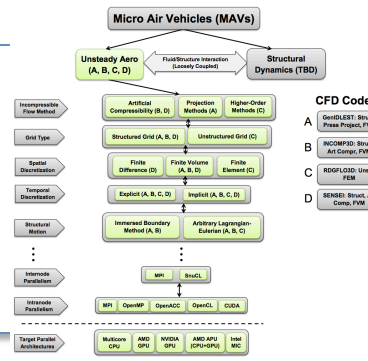 Micro Air Vehicles (MAVs)
Unsteady Aero
(A, B, C, D)
Fluid/Structure Interaction
(Loosely Coupled)
Structural
Dynamics (TBD)
Incompressible
Flow Method
Artificial
Compressibility (B, D)
Projection
Methods (A)
Higher-Order
Methods (C)
Grid Type
Structured Grid (A, B, D)
Unstructured Grid (C)
Spatial
Discretization
Finite
Difference (D)
Finite Volume
(A, B, D)
Finite
Element (C)
Temporal
Discretization
Explicit (A, B, C, D)
Implicit (A, B, C, D)
Structural
Motion
Immersed Boundary
Method (A, B)
Arbitrary Lagrangian-
Eulerian (A, B, C)
Internode
Parallelism
MPI
SnuCL
Intranode
Parallelism
MPI
OpenMP
OpenACC
OpenCL
CUDA
Target Parallel
Architectures
Multicore
CPU
AMD
GPU
NVIDIA
GPU
AMD APU
(CPU+GPU)
Intel
MIC
CFD Code
A
GenIDLEST: Stru
Press Project, FV
B
INCOMP3D: Stru
Art Compr, FVM
C
RDGFLO3D: Uns
FEM
D
SENSEI: Struct, A
Comp, FVM